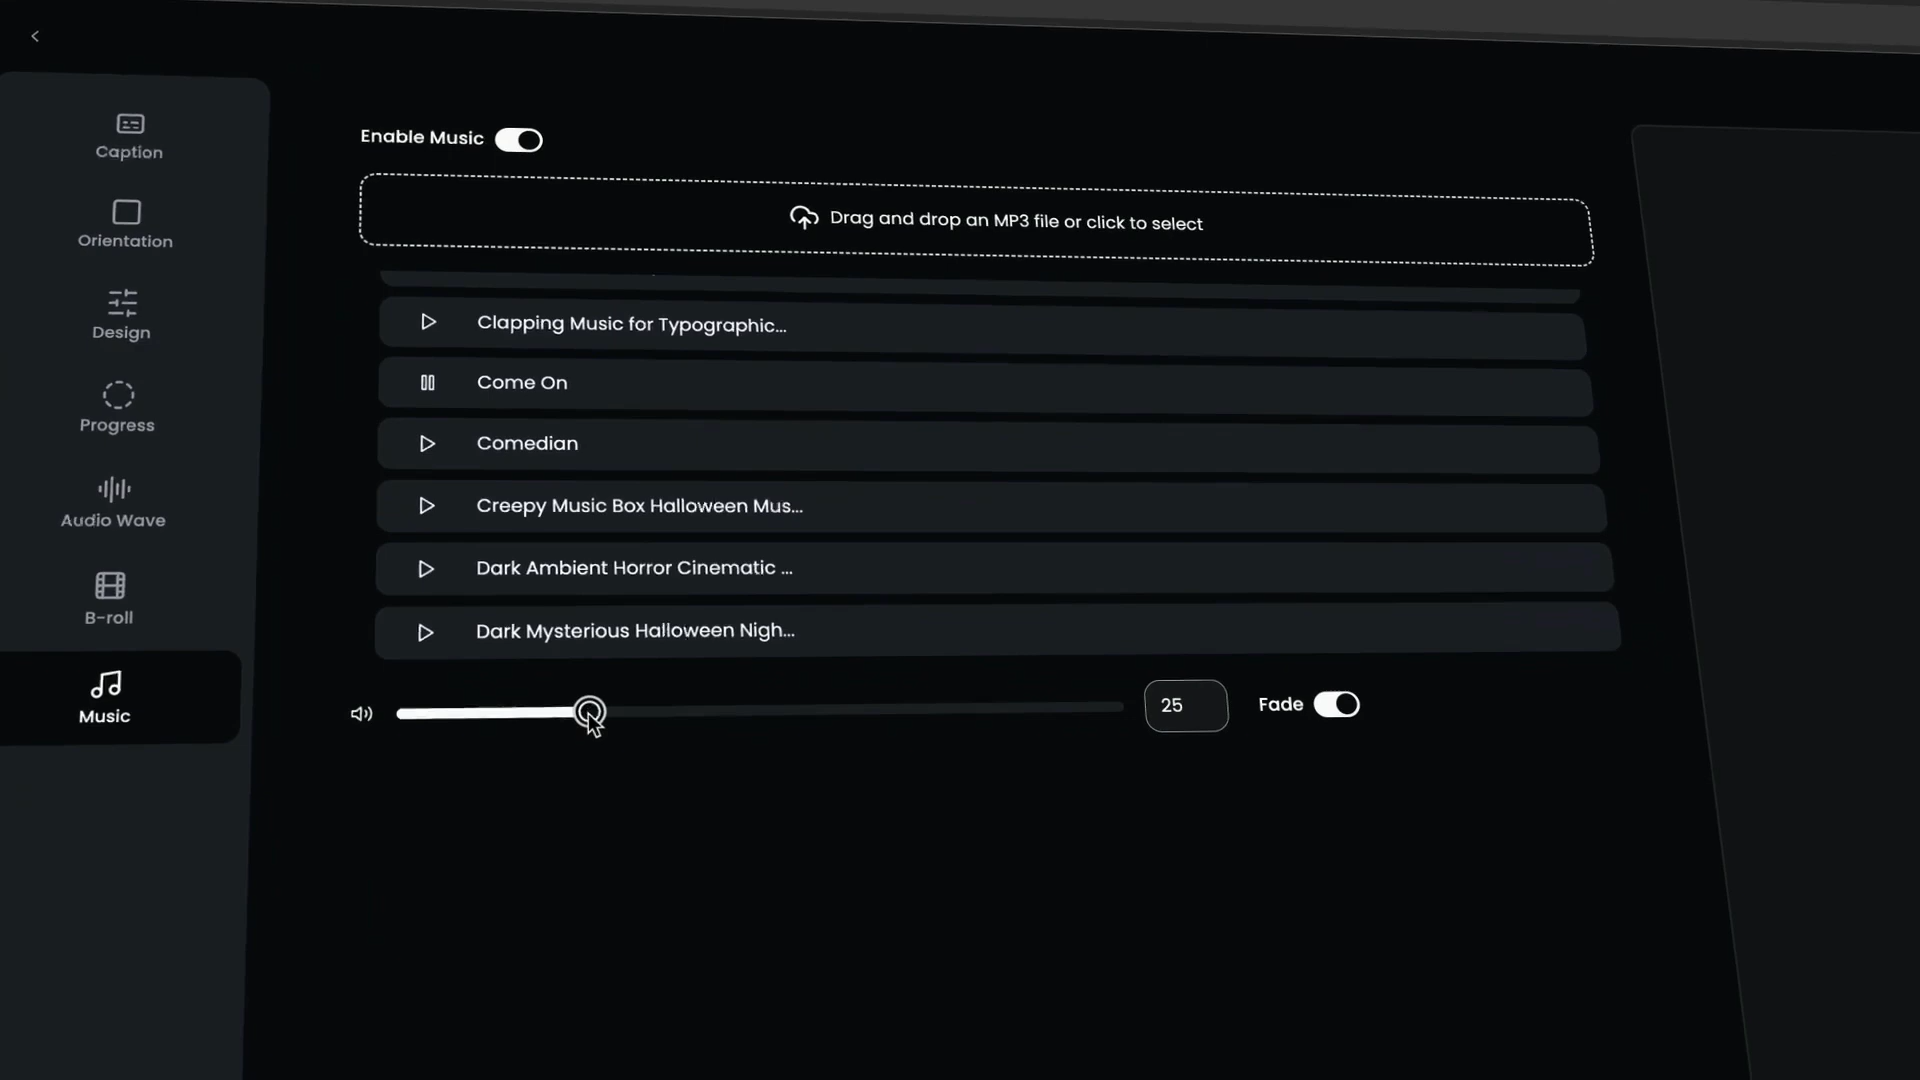 Caption
Orientation
Design
Progress
Audio Wave
B-roll
Music
Enable Music
Drag and drop an MP3 file or click to select
Clapping Music for Typographic...
Come On
Comedian
Creepy Music Box Halloween Mus...
Dark Ambient Horror Cinematic ...
Dark Mysterious Halloween Nigh...
25
Fade